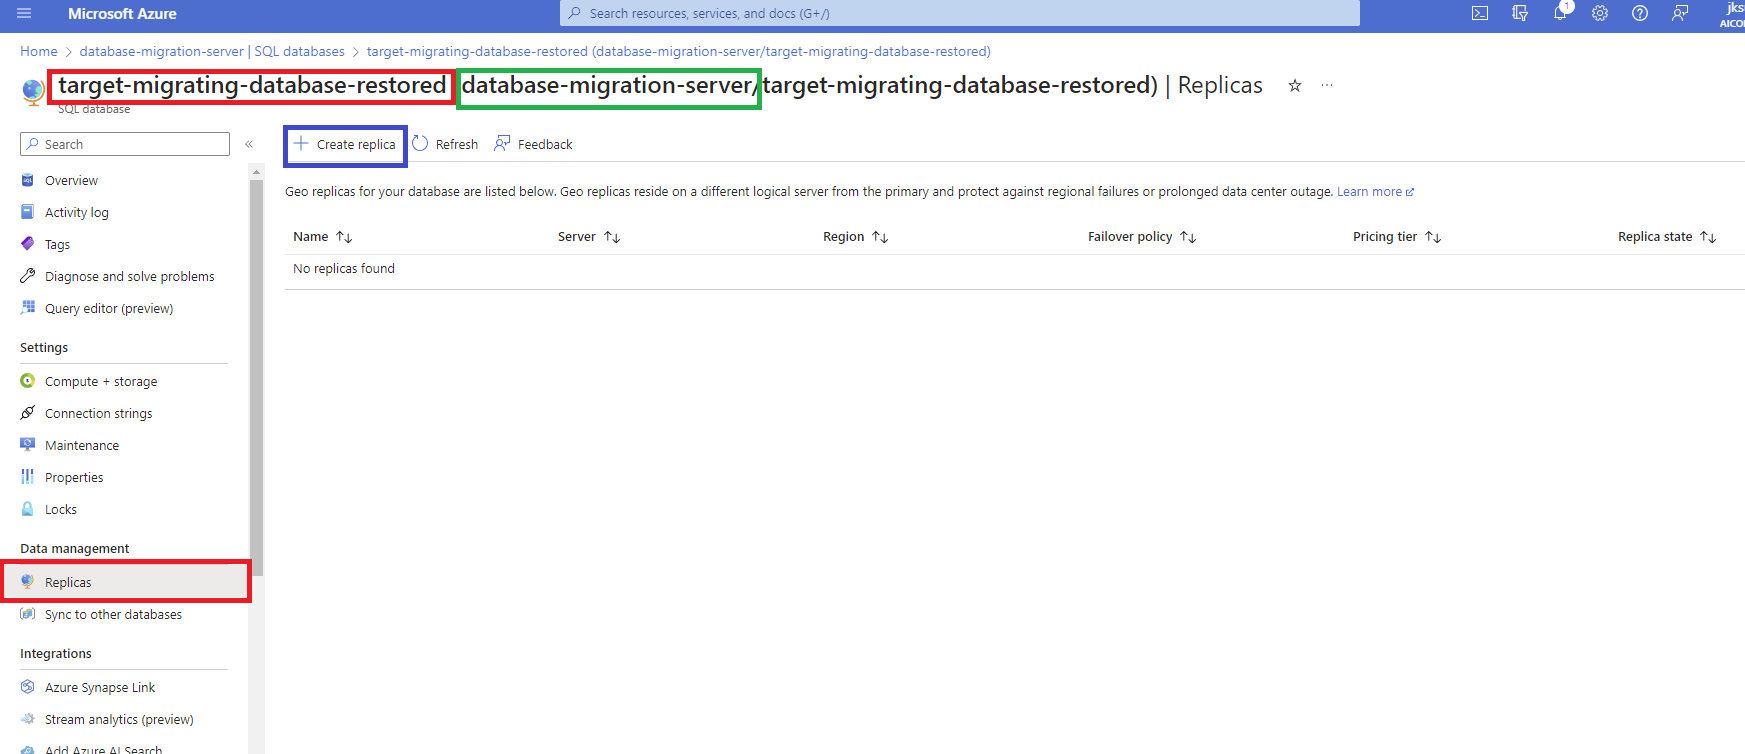 Microsoft Azure
Search resources, services, and docs (G+/)
1
Home > database-migration-server | SQL databases > target-migrating-database-restored (database-migration-server/target-migrating-database-restored)
target-migrating-database-restored database-migration-server/target-migrating-database-restored) | Replicas ☆ ...
SQL database
Search «
+ Create replica Refresh Feedback
Overview
Activity log
Tags
Diagnose and solve problems
Query editor (preview)
Settings
Compute + storage
Connection strings
Maintenance
Properties
Locks
Data management
Replicas
Sync to other databases
Integrations
Azure Synapse Link
Stream analytics (preview)
Add Azure AI Search
Geo replicas for your database are listed below. Geo replicas reside on a different logical server from the primary and protect against regional failures or prolonged data center outage. Learn more
Name ↑↓ Server ↑↓ Region ↑↓ Failover policy ↑↓ Pricing tier ↑↓ Replica state ↑↓
No replicas found